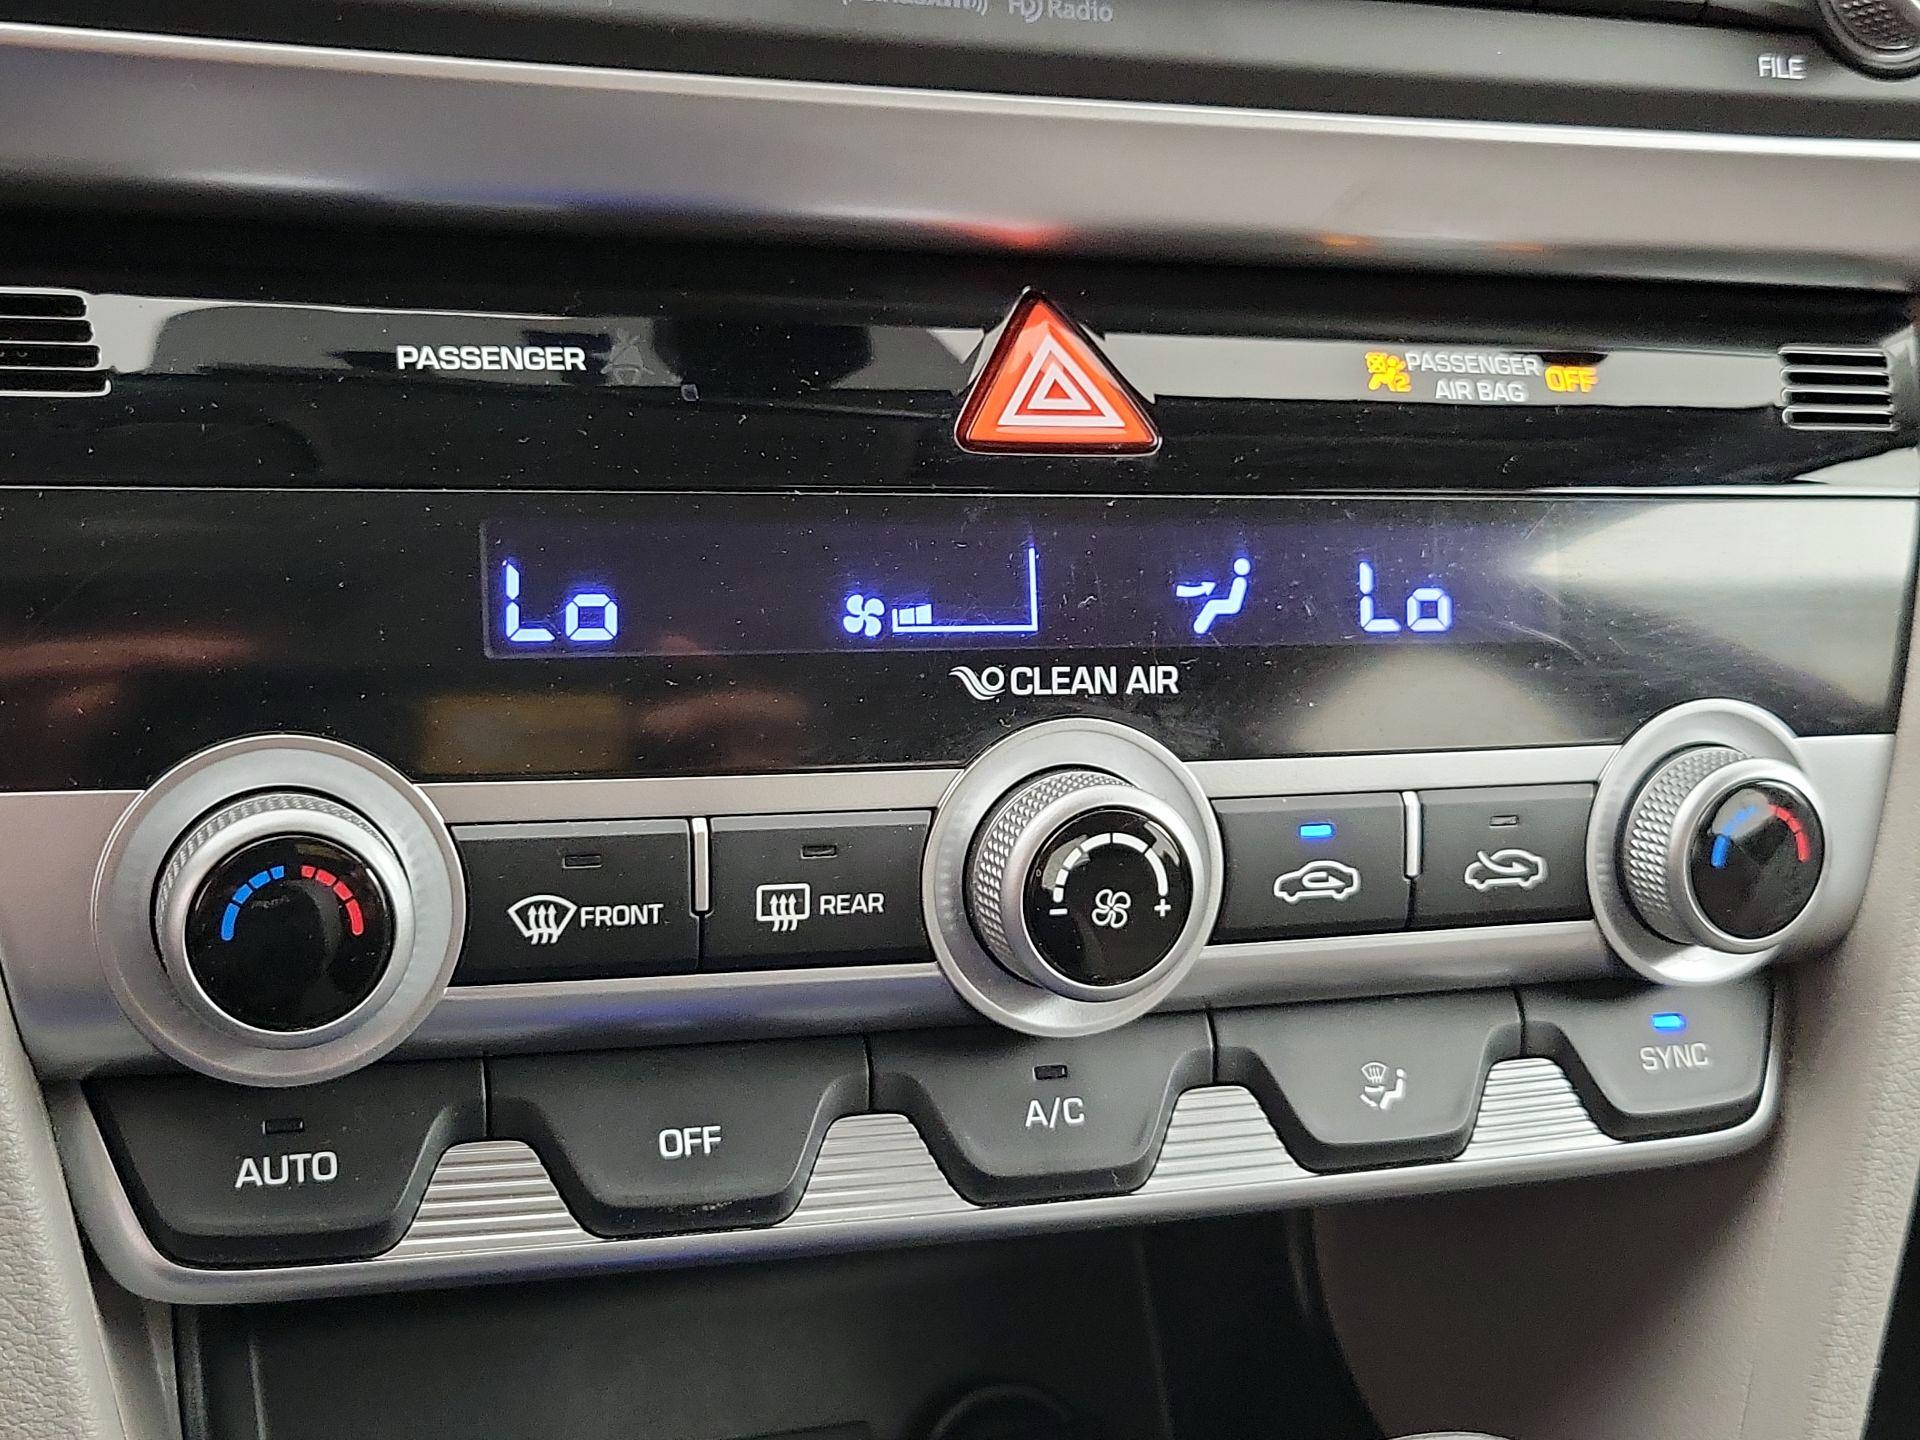 HD Radio
FILE
PASSENGER
PASSENGER
AIR BAG
OFF
Lo
Lo
CLEAN AIR
FRONT
REAR
- +
AUTO
OFF
A/C
SYNC